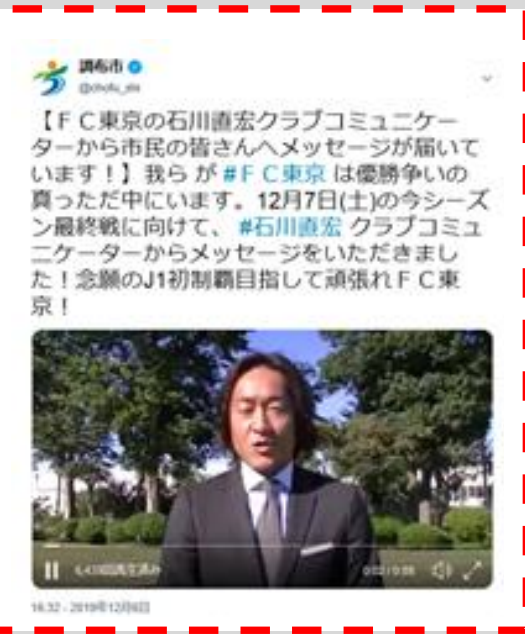 調布市
@chofu_shi
【ＦＣ東京の石川直宏クラブコミュニケー
ターから市民の皆さんへメッセージが届いて
います！】我ら が #ＦＣ東京 は優勝争いの
真っただ中にいます。12月7日(土)の今シーズ
ン最終戦に向けて、 #石川直宏 クラブコミュ
ニケーターからメッセージをいただきまし
た！念願のJ1初制覇目指して頑張れＦＣ東
京！
回再生済み
16:32 - 2019年12月6日